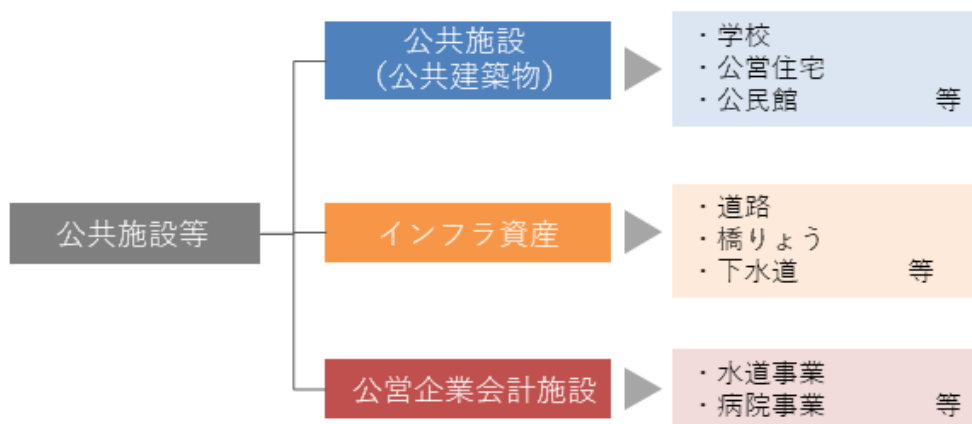 公共施設等
公共施設
（公共建築物）
・学校
・公営住宅
・公民館　　　　　　等
インフラ資産
・道路
・橋りょう
・下水道　　　　　等
公営企業会計施設
・水道事業
・病院事業　　　　　等